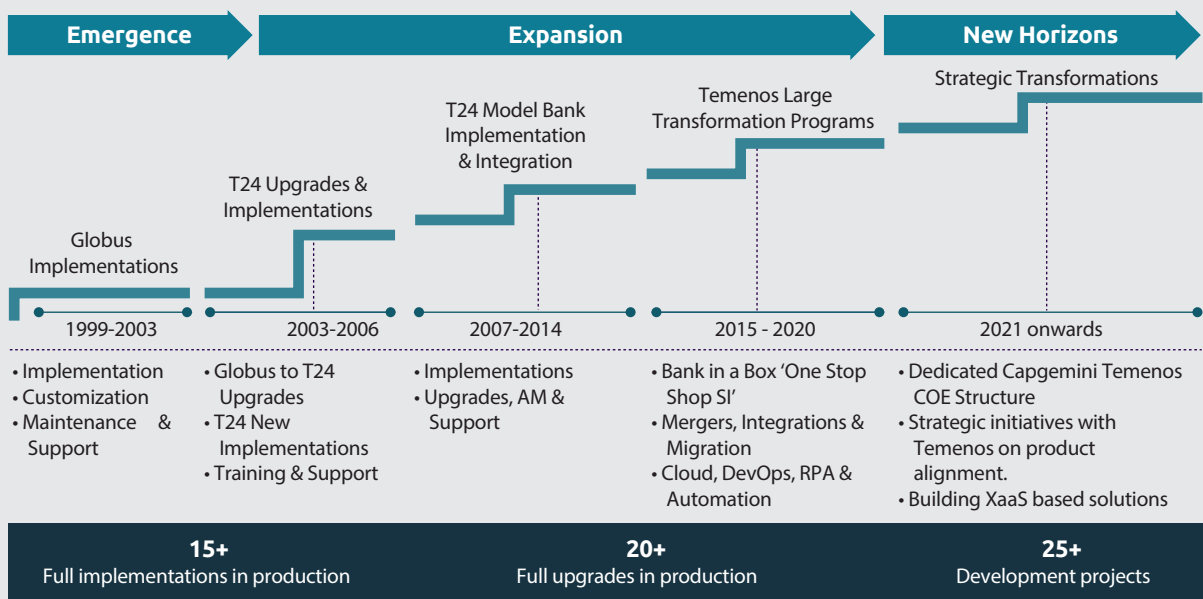 Emergence
Expansion
New Horizons
Globus
Implementations
T24 Upgrades &
Implementations
T24 Model Bank
Implementation
& Integration
Temenos Large
Transformation Programs
Strategic Transformations
1999-2003
2003-2006
2007-2014
2015 - 2020
2021 onwards
• Implementation
• Customization
• Maintenance &
Support
• Globus to T24
Upgrades
• T24 New
Implementations
• Training & Support
• Implementations
• Upgrades, AM &
Support
• Bank in a Box ‘One Stop
Shop SI’
• Mergers, Integrations &
Migration
• Cloud, DevOps, RPA &
Automation
• Dedicated Capgemini Temenos
COE Structure
• Strategic initiatives with
Temenos on product
alignment.
• Building XaaS based solutions
15+
Full implementations in production
20+
Full upgrades in production
25+
Development projects